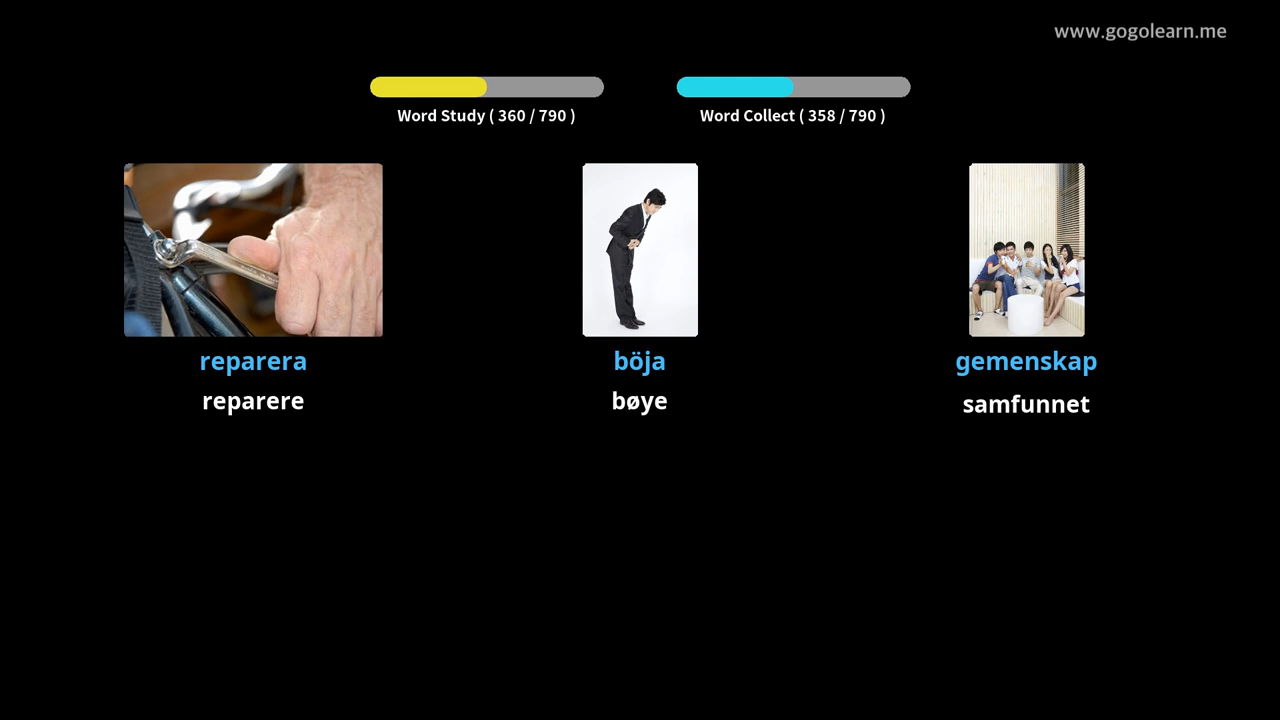 www.gogolearn.me
Word Study ( 360 / 790 )
Word Collect ( 358 / 790 )
reparera
reparere
böja
bøye
gemenskap
samfunnet